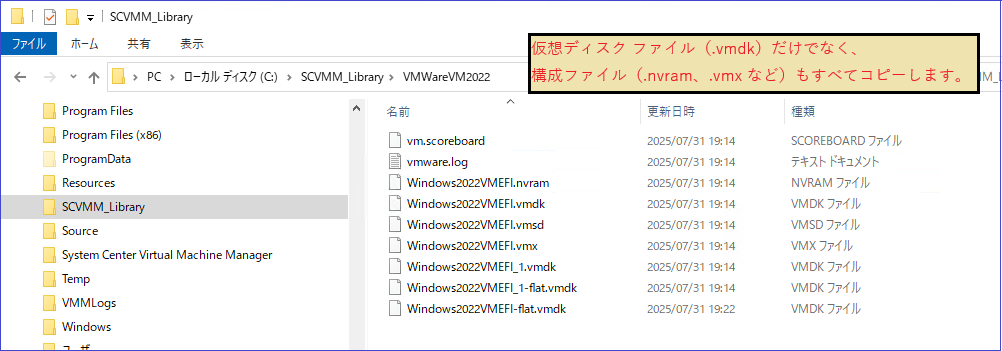 SCVMM_Library
ファイル ホーム 共有 表示
仮想ディスク ファイル（.vmdk）だけでなく、
構成ファイル（.nvram、.vmx など）もすべてコピーします。
PC ローカル ディスク (C:) SCVMM_Library VMWareVM2022
Program Files
Program Files (x86)
ProgramData
Resources
SCVMM_Library
Source
System Center Virtual Machine Manager
Temp
VMMLogs
Windows
ユーザー
名前 更新日時 種類
vm.scoreboard 2025/07/31 19:14 SCOREBOARD ファイル
vmware.log 2025/07/31 19:14 テキスト ドキュメント
Windows2022VMEFI.nvram 2025/07/31 19:14 NVRAM ファイル
Windows2022VMEFI.vmdk 2025/07/31 19:14 VMDK ファイル
Windows2022VMEFI.vmsd 2025/07/31 19:14 VMSD ファイル
Windows2022VMEFI.vmx 2025/07/31 19:14 VMX ファイル
Windows2022VMEFI_1.vmdk 2025/07/31 19:14 VMDK ファイル
Windows2022VMEFI_1-flat.vmdk 2025/07/31 19:14 VMDK ファイル
Windows2022VMEFI-flat.vmdk 2025/07/31 19:22 VMDK ファイル